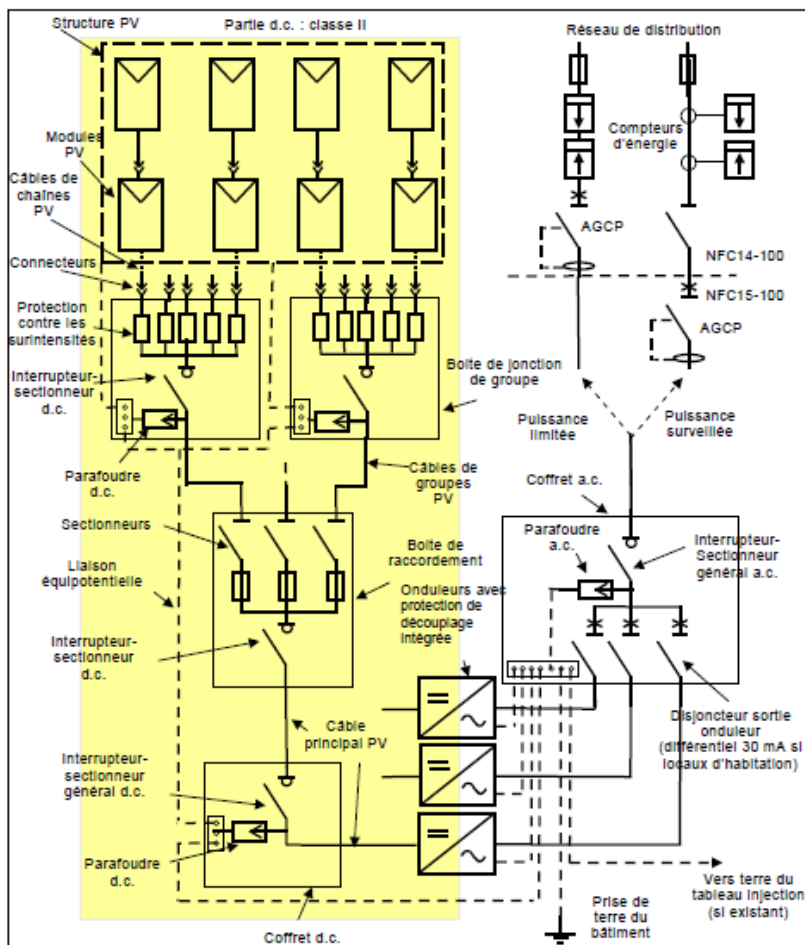 Structure PV
Partie d.c. : classe II
Réseau de distribution
Compteurs
d'énergie
Modules
PV
Câbles de
chaînes
PV
Connecteurs
AGCP
NFC14-100
NFC15-100
AGCP
Protection
contre les
surintensités
Boite de jonction
de groupe
Interrupteur-
sectionneur
d.c.
Puissance
limitée
Puissance
surveillée
Parafoudre
d.c.
Câbles de
groupes
PV
Coffret a.c.
Sectionneurs
Parafoudre
a.c.
Interrupteur-
Sectionneur
général a.c.
Boîte de
raccordement
Liaison
équipotentielle
Onduleurs avec
protection de
découplage
intégrée
Interrupteur-
sectionneur
d.c.
Disjoncteur sortie
onduleur
(différentiel 30 mA si
locaux d'habitation)
Câble
principal PV
Interrupteur-
sectionneur
général d.c.
Parafoudre
d.c.
Vers terre du
tableau injection
(si existant)
Prise de
terre du
bâtiment
Coffret d.c.